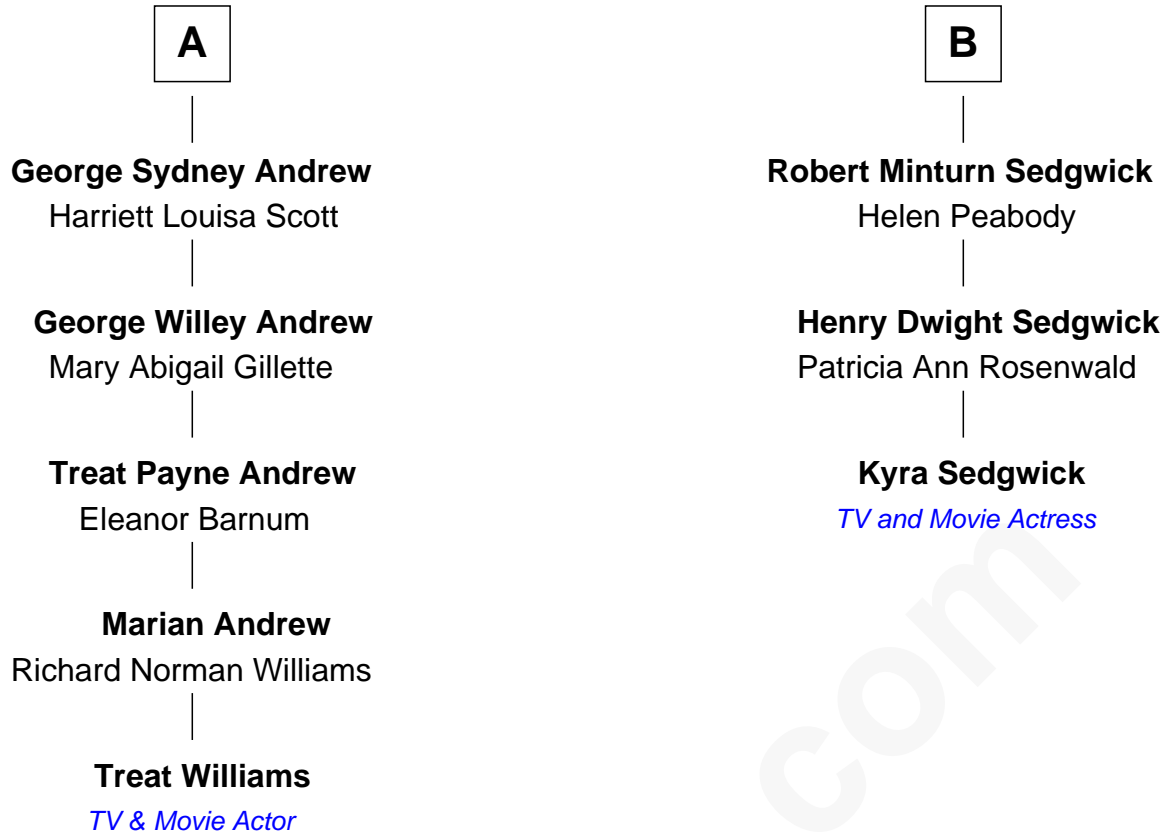 A
George Sydney Andrew
Harriett Louisa Scott
George Willey Andrew
Mary Abigail Gillette
Treat Payne Andrew
Eleanor Barnum
Marian Andrew
Richard Norman Williams
Treat Williams
TV & Movie Actor
B
Robert Minturn Sedgwick
Helen Peabody
Henry Dwight Sedgwick
Patricia Ann Rosenwald
Kyra Sedgwick
TV and Movie Actress
com